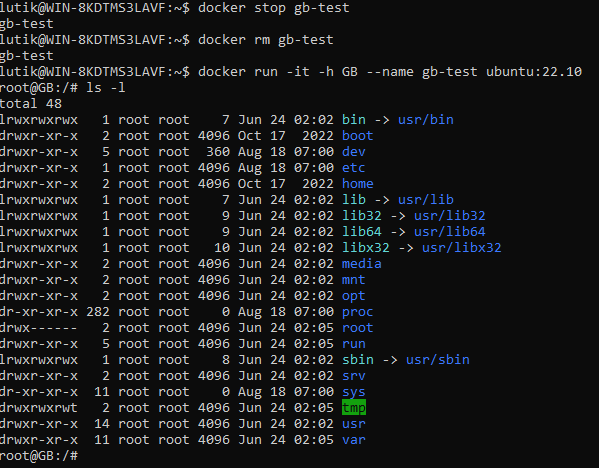 lutik@WIN-8KDTMS3LAVF:~$ docker stop gb-test
gb-test
lutik@WIN-8KDTMS3LAVF:~$ docker rm gb-test
gb-test
lutik@WIN-8KDTMS3LAVF:~$ docker run -it -h GB --name gb-test ubuntu:22.10
root@GB:/# ls -l
total 48
lrwxrwxrwx   1 root root    7 Jun 24 02:02 bin -> usr/bin
drwxr-xr-x   2 root root 4096 Oct 17  2022 boot
drwxr-xr-x   5 root root  360 Aug 18 07:00 dev
drwxr-xr-x   1 root root 4096 Aug 18 07:00 etc
drwxr-xr-x   2 root root 4096 Oct 17  2022 home
lrwxrwxrwx   1 root root    7 Jun 24 02:02 lib -> usr/lib
lrwxrwxrwx   1 root root    9 Jun 24 02:02 lib32 -> usr/lib32
lrwxrwxrwx   1 root root    9 Jun 24 02:02 lib64 -> usr/lib64
lrwxrwxrwx   1 root root   10 Jun 24 02:02 libx32 -> usr/libx32
drwxr-xr-x   2 root root 4096 Jun 24 02:02 media
drwxr-xr-x   2 root root 4096 Jun 24 02:02 mnt
drwxr-xr-x   2 root root 4096 Jun 24 02:02 opt
dr-xr-xr-x 282 root root    0 Aug 18 07:00 proc
drwx------   2 root root 4096 Jun 24 02:05 root
drwxr-xr-x   5 root root 4096 Jun 24 02:05 run
lrwxrwxrwx   1 root root    8 Jun 24 02:02 sbin -> usr/sbin
drwxr-xr-x   2 root root 4096 Jun 24 02:02 srv
dr-xr-xr-x  11 root root    0 Aug 18 07:00 sys
drwxrwxrwt   2 root root 4096 Jun 24 02:05 tmp
drwxr-xr-x  14 root root 4096 Jun 24 02:02 usr
drwxr-xr-x  11 root root 4096 Jun 24 02:05 var
root@GB:/#